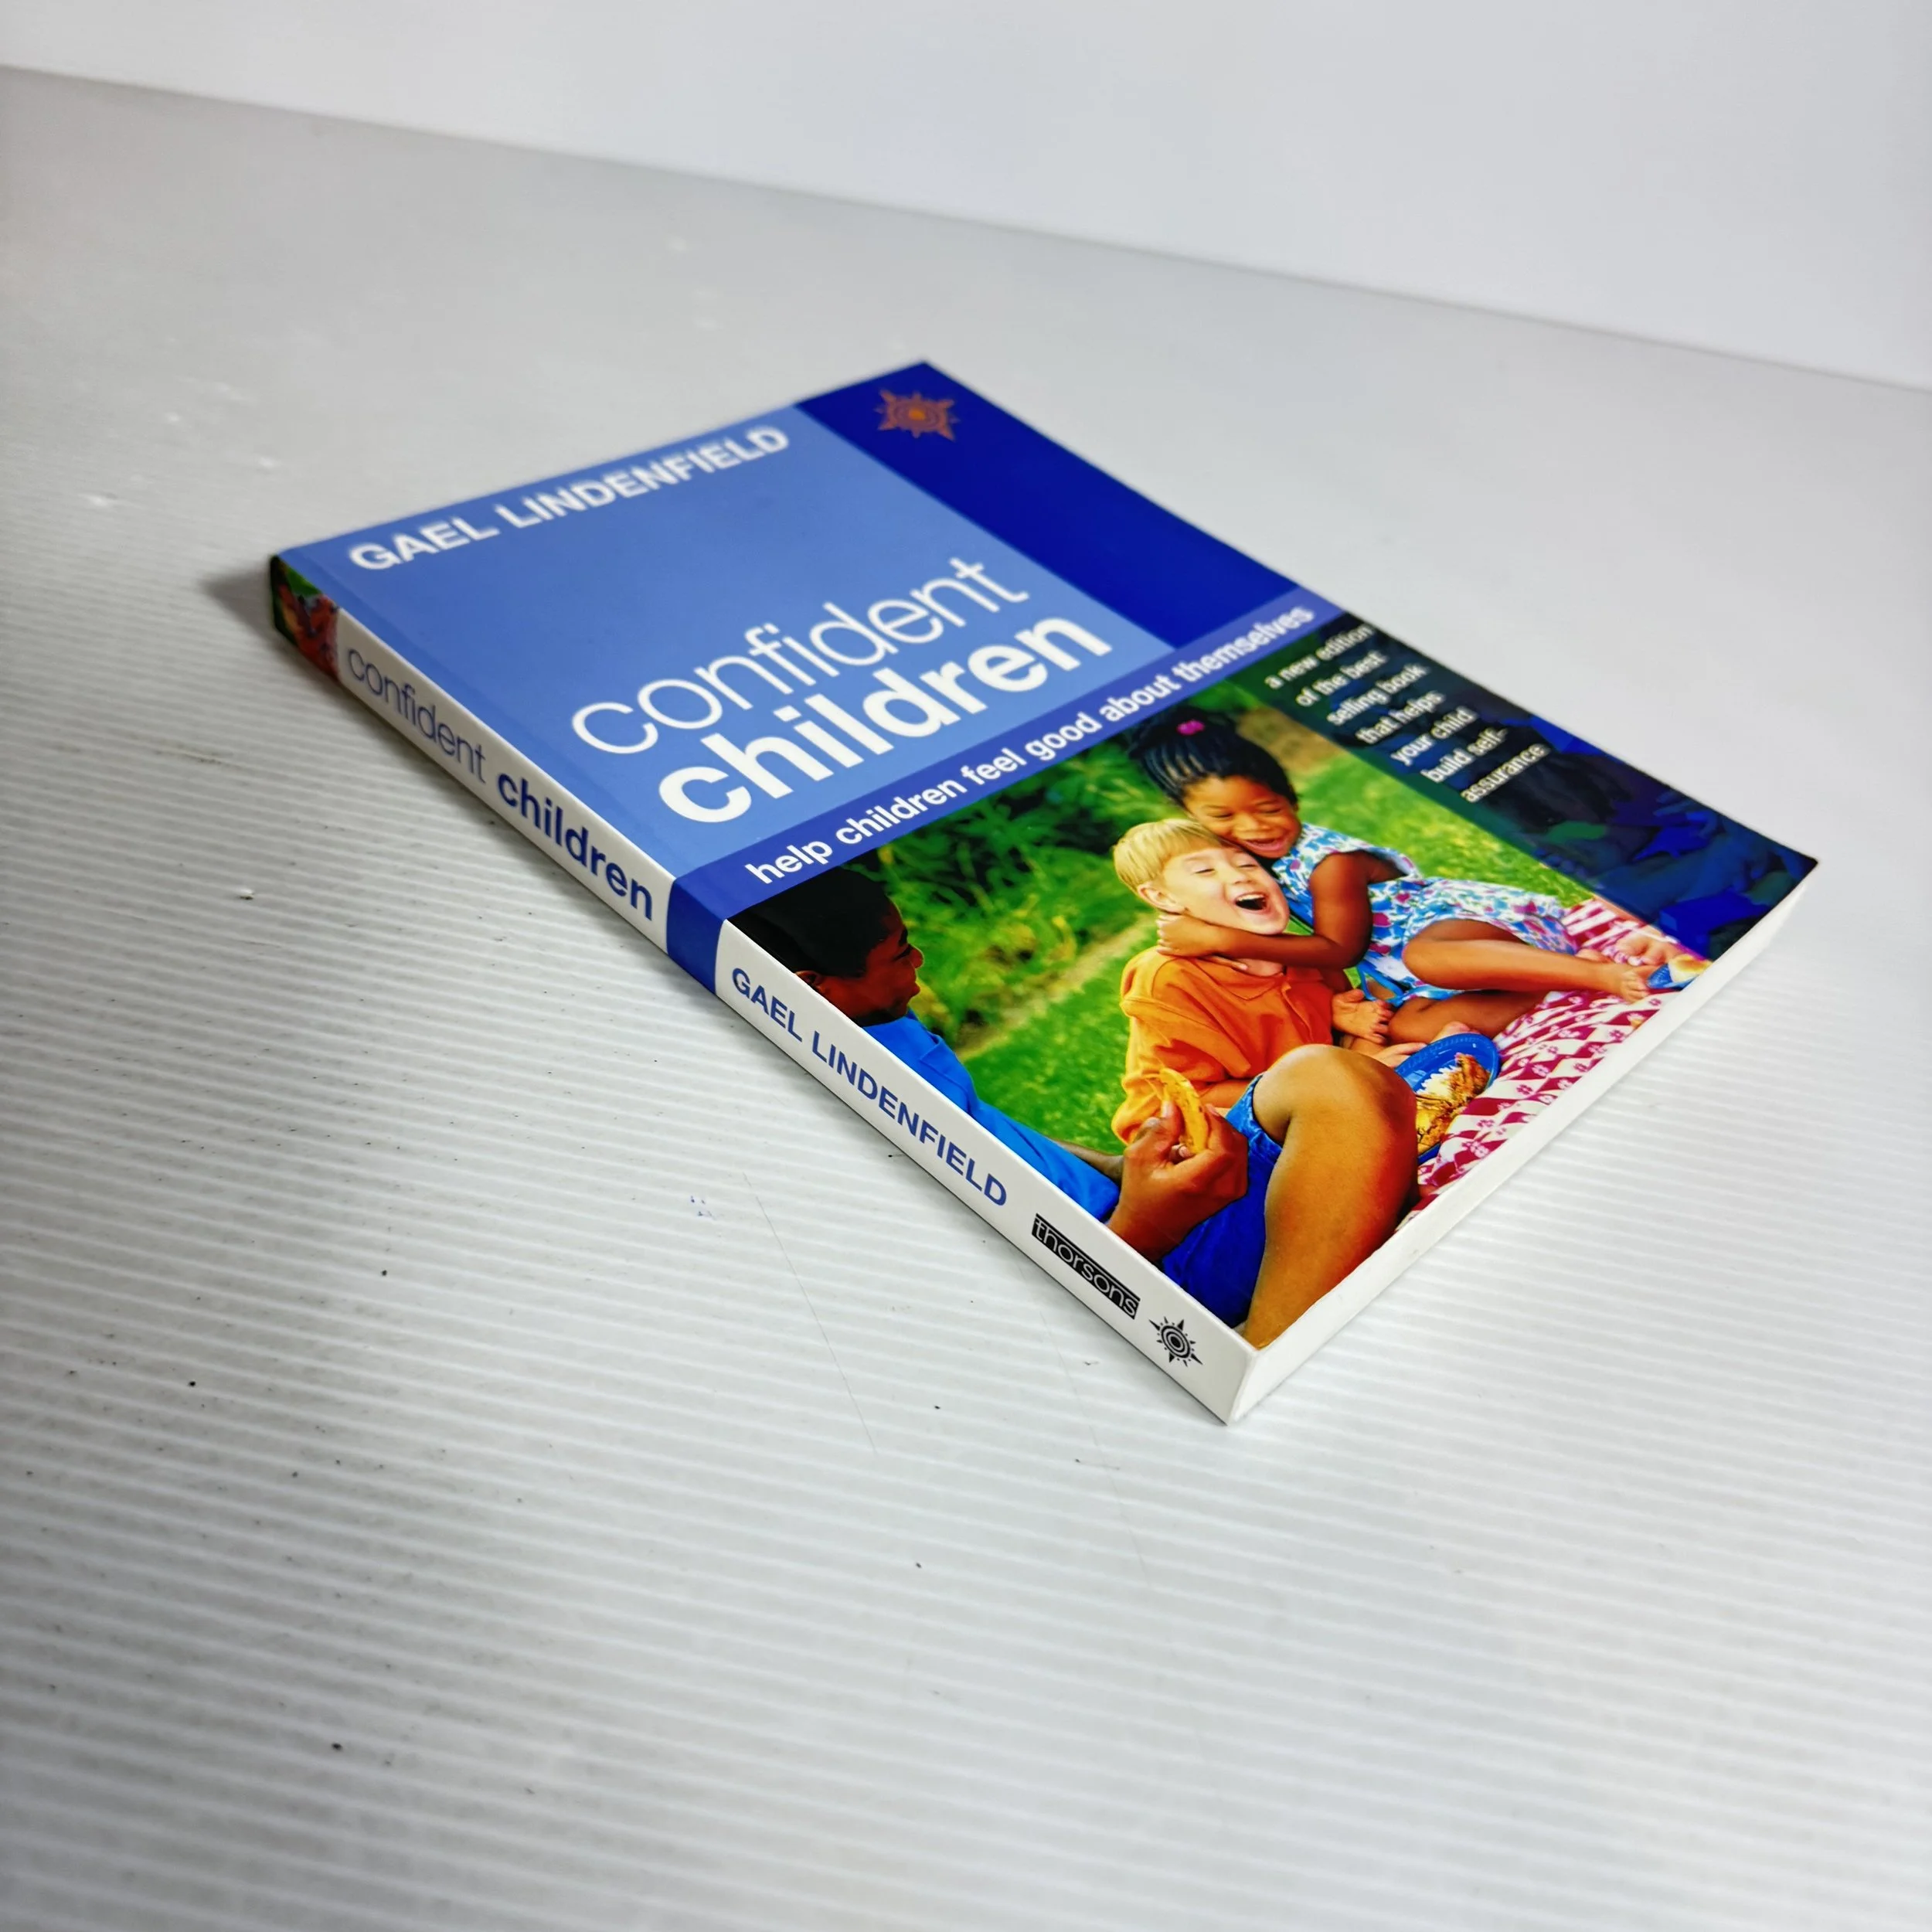 GAEL LINDENFIELD
confident
children
help children feel good about themselves
a new edition
of the best
selling book
that helps
your child
build self-
assurance
confident children
GAEL LINDENFIELD
thorsons